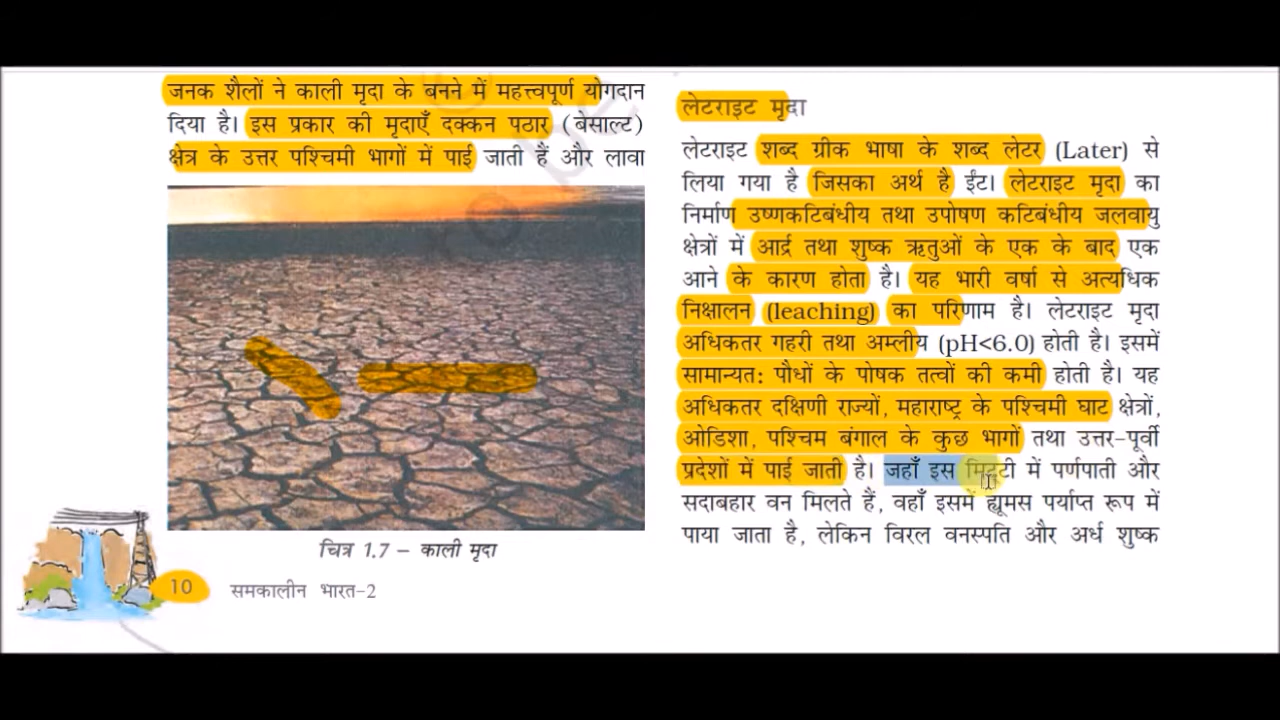 जनक शैलों ने काली मृदा के बनने में महत्त्वपूर्ण योगदान
दिया है। इस प्रकार की मृदाएँ दक्कन पठार (बेसाल्ट)
क्षेत्र के उत्तर पश्चिमी भागों में पाई जाती हैं और लावा
चित्र 1.7 – काली मृदा
10 समकालीन भारत-2
लेटराइट मृदा
लेटराइट शब्द ग्रीक भाषा के शब्द लेटर (Later) से
लिया गया है जिसका अर्थ है ईंट। लेटराइट मृदा का
निर्माण उष्णकटिबंधीय तथा उपोषण कटिबंधीय जलवायु
क्षेत्रों में आर्द्र तथा शुष्क ऋतुओं के एक के बाद एक
आने के कारण होता है। यह भारी वर्षा से अत्यधिक
निक्षालन (leaching) का परिणाम है। लेटराइट मृदा
अधिकतर गहरी तथा अम्लीय (pH<6.0) होती है। इसमें
सामान्यत: पौधों के पोषक तत्वों की कमी होती है। यह
अधिकतर दक्षिणी राज्यों, महाराष्ट्र के पश्चिमी घाट क्षेत्रों,
ओडिशा, पश्चिम बंगाल के कुछ भागों तथा उत्तर-पूर्वी
प्रदेशों में पाई जाती है। जहाँ इस मिट्टी में पर्णपाती और
सदाबहार वन मिलते हैं, वहाँ इसमें ह्यूमस पर्याप्त रूप में
पाया जाता है, लेकिन विरल वनस्पति और अर्ध शुष्क